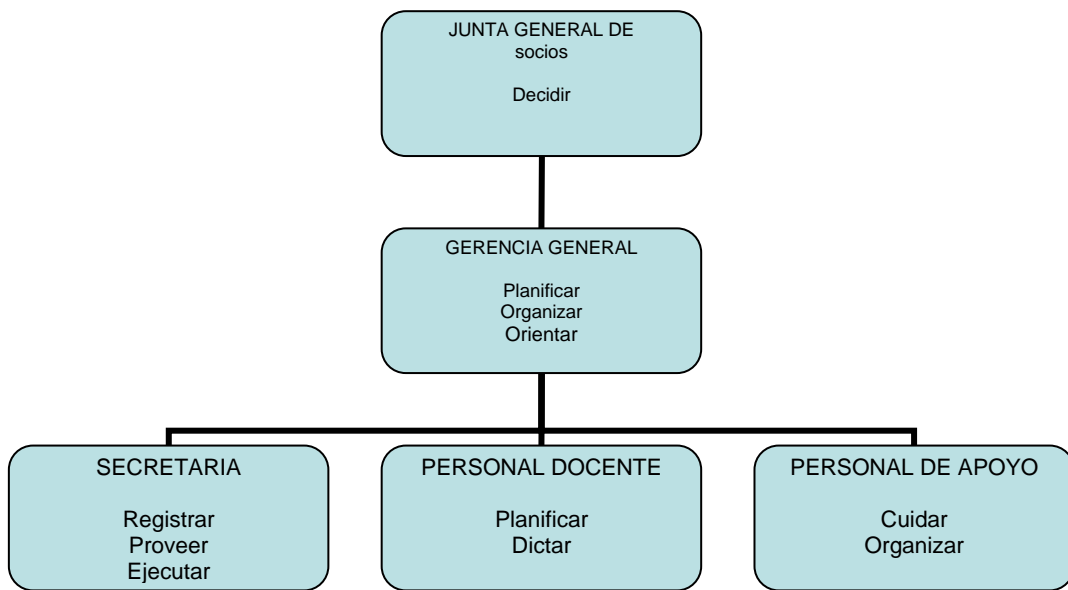 JUNTA GENERAL DE
socios
Decidir
GERENCIA GENERAL
Planificar
Organizar
Orientar
SECRETARIA
Registrar
Proveer
Ejecutar
PERSONAL DOCENTE
Planificar
Dictar
PERSONAL DE APOYO
Cuidar
Organizar